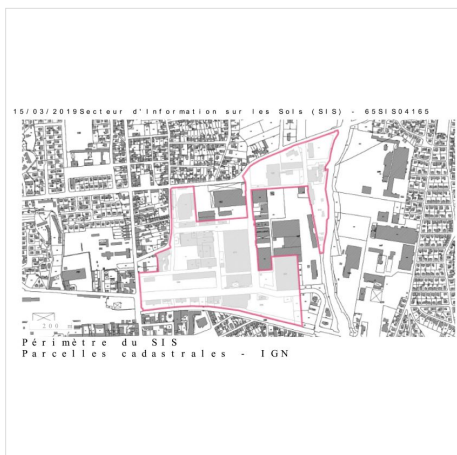 15/03/2019Secteur d'Information sur les Sols (SIS) - 65SIS04165
200 m
Périmètre du SIS
Parcelles cadastrales - IGN